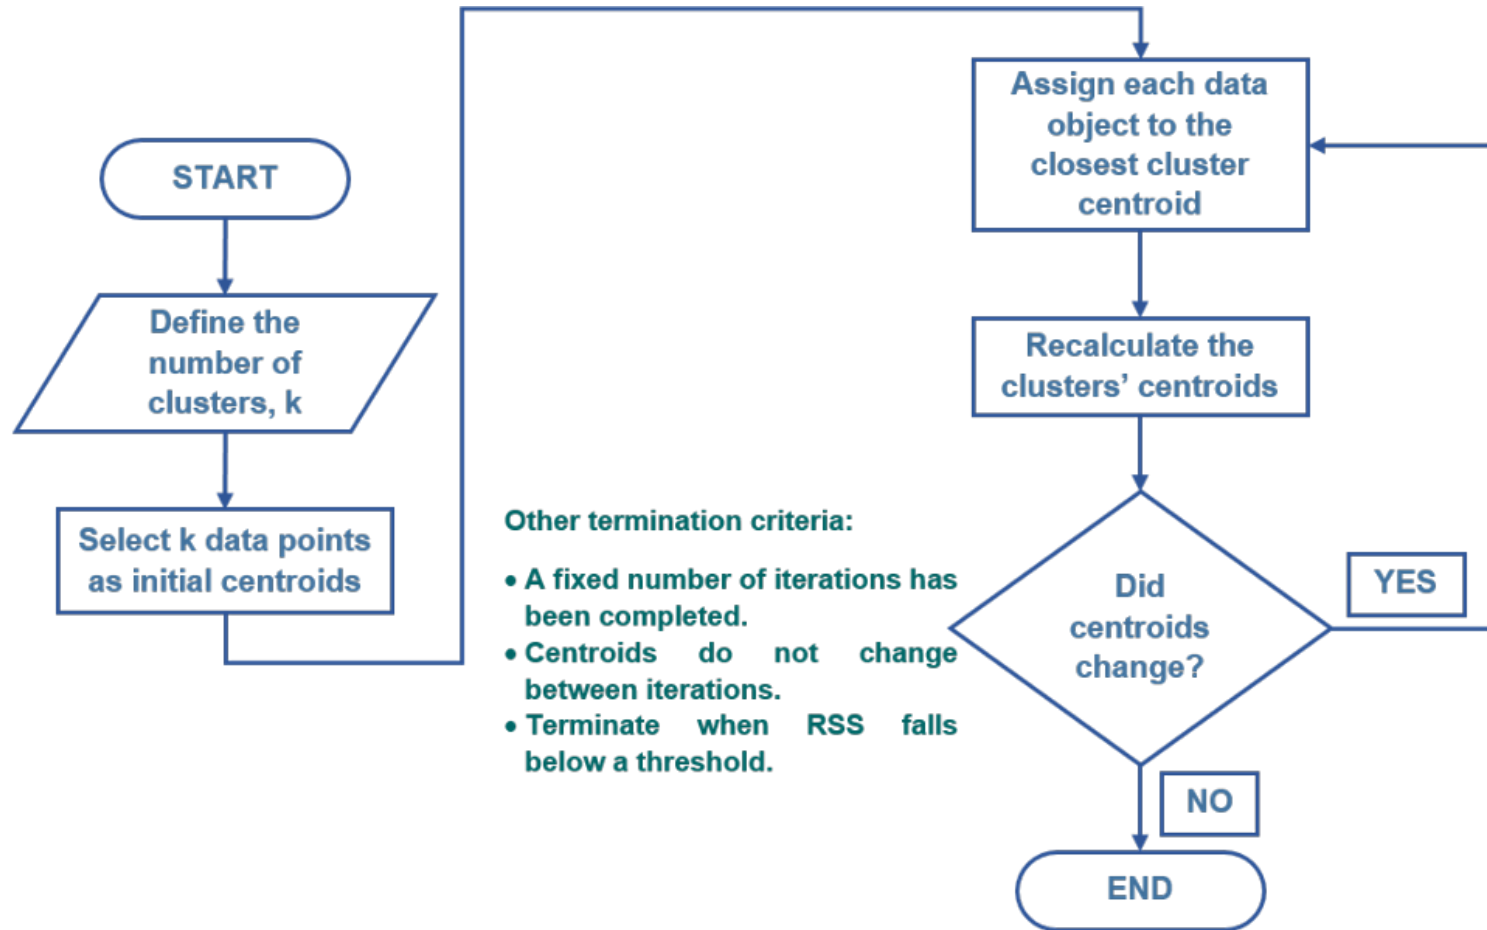 START
Define the
number of
clusters, k
Select k data points
as initial centroids
Assign each data
object to the
closest cluster
centroid
Recalculate the
clusters’ centroids
Did
centroids
change?
YES
NO
END
Other termination criteria:
• A fixed number of iterations has
been completed.
• Centroids do not change
between iterations.
• Terminate when RSS falls
below a threshold.